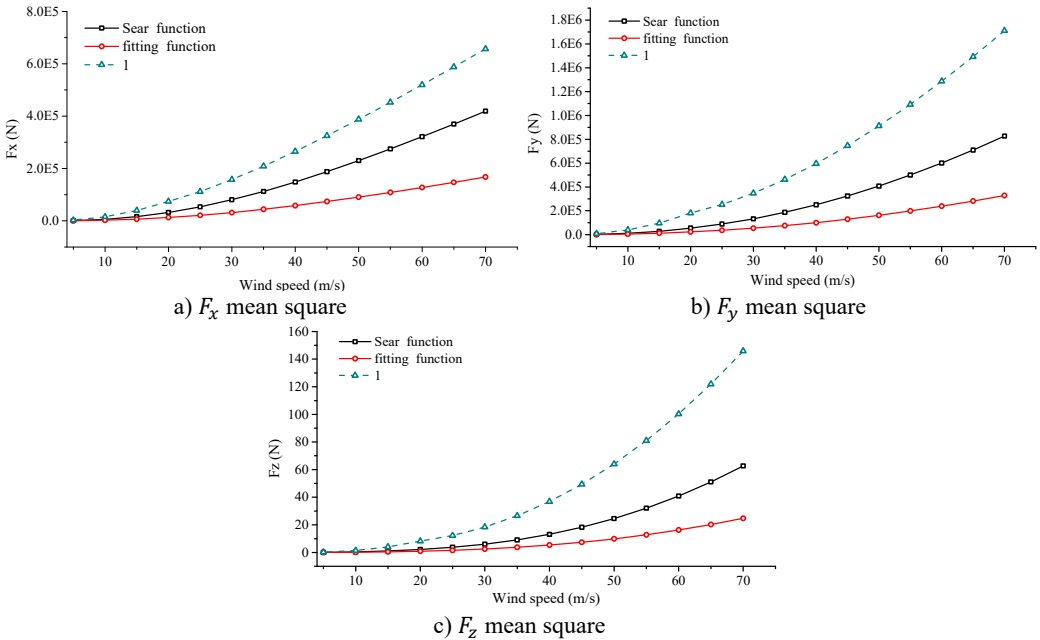 8.0E5
6.0E5
4.0E5
2.0E5
0.0
Fx (N)
Sear function
fitting function
1
10 20 30 40 50 60 70
Wind speed (m/s)
a) Fₓ mean square
1.8E6
1.6E6
1.4E6
1.2E6
1.0E6
8.0E5
6.0E5
4.0E5
2.0E5
0.0
Fy (N)
Sear function
fitting function
1
10 20 30 40 50 60 70
Wind speed (m/s)
b) F_y mean square
160
140
120
100
80
60
40
20
0
Fz (N)
Sear function
fitting function
1
10 20 30 40 50 60 70
Wind speed (m/s)
c) F_z mean square